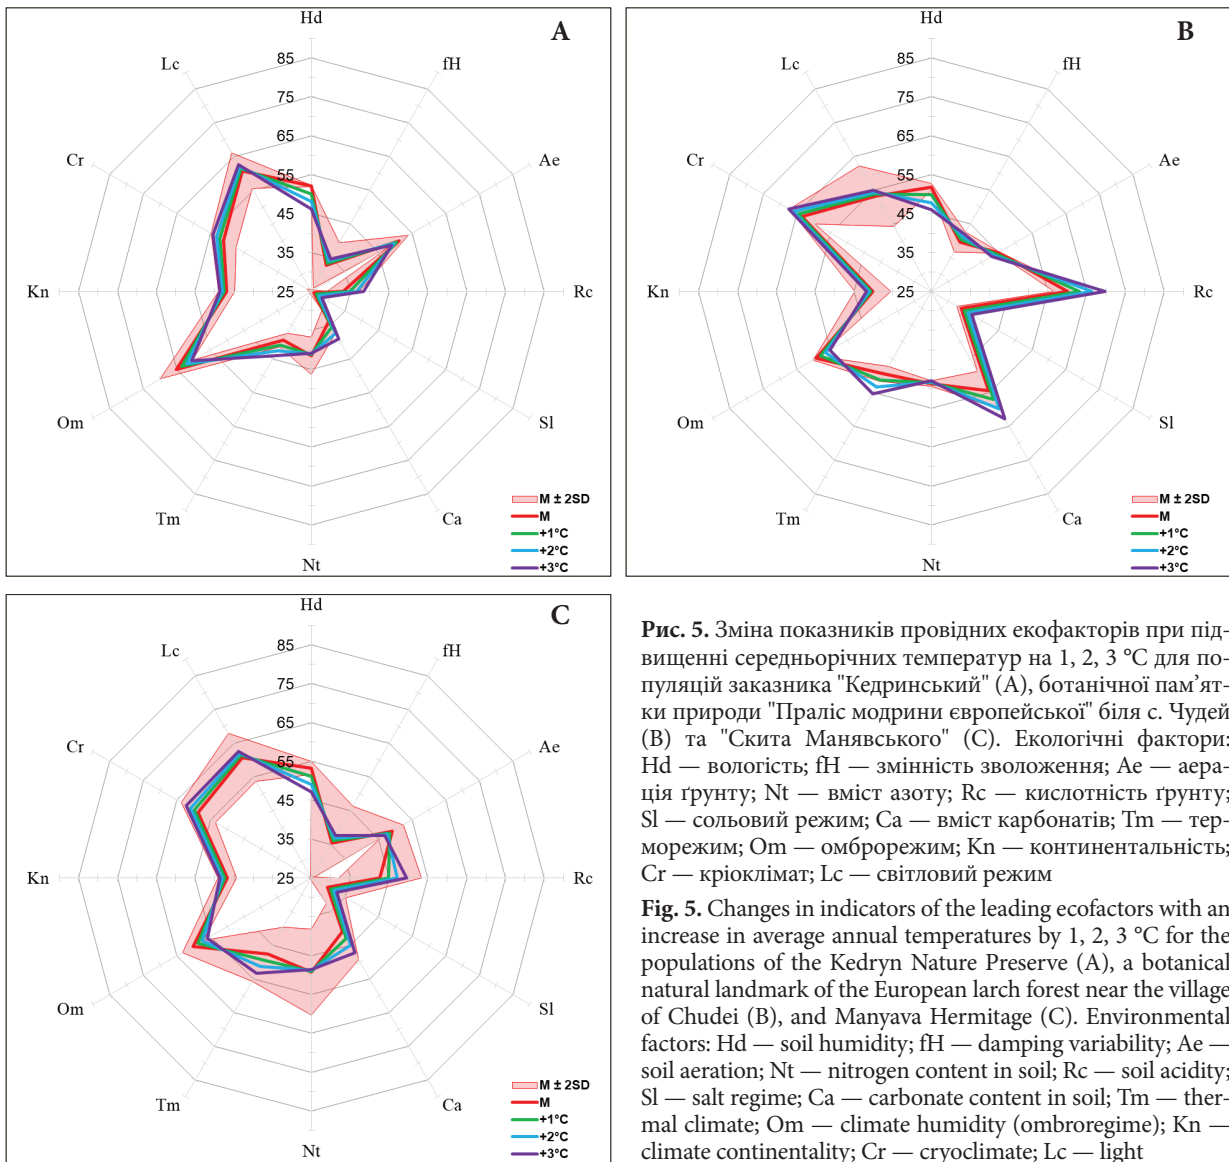 A
Hd
fH
Ae
Rc
Sl
Ca
Nt
Tm
Om
Kn
Cr
Lc
85
75
65
55
45
35
25
M ± 2SD
M
+1°C
+2°C
+3°C
B
Hd
fH
Ae
Rc
Sl
Ca
Nt
Tm
Om
Kn
Cr
Lc
85
75
65
55
45
35
25
M ± 2SD
M
+1°C
+2°C
+3°C
C
Hd
fH
Ae
Rc
Sl
Ca
Nt
Tm
Om
Kn
Cr
Lc
85
75
65
55
45
35
25
M ± 2SD
M
+1°C
+2°C
+3°C
Рис. 5. Зміна показників провідних екофакторів при під-
вищенні середньорічних температур на 1, 2, 3 °C для по-
пуляцій заказника "Кедринський" (А), ботанічної пам’ят-
ки природи "Праліс модрини європейської" біля с. Чудей
(В) та "Скита Манявського" (С). Екологічні фактори:
Hd — вологість; fH — змінність зволоження; Ae — аера-
ція ґрунту; Nt — вміст азоту; Rc — кислотність ґрунту;
Sl — сольовий режим; Ca — вміст карбонатів; Tm — тер-
морежим; Om — омброрежим; Kn — континентальність;
Cr — кріоклімат; Lc — світловий режим
Fig. 5. Changes in indicators of the leading ecofactors with an
increase in average annual temperatures by 1, 2, 3 °C for the
populations of the Kedryn Nature Preserve (A), a botanical
natural landmark of the European larch forest near the village
of Chudei (B), and Manyava Hermitage (C). Environmental
factors: Hd — soil humidity; fH — damping variability; Ae —
soil aeration; Nt — nitrogen content in soil; Rc — soil acidity;
Sl — salt regime; Ca — carbonate content in soil; Tm — ther-
mal climate; Om — climate humidity (ombroregime); Kn —
climate continentality; Cr — cryoclimate; Lc — light